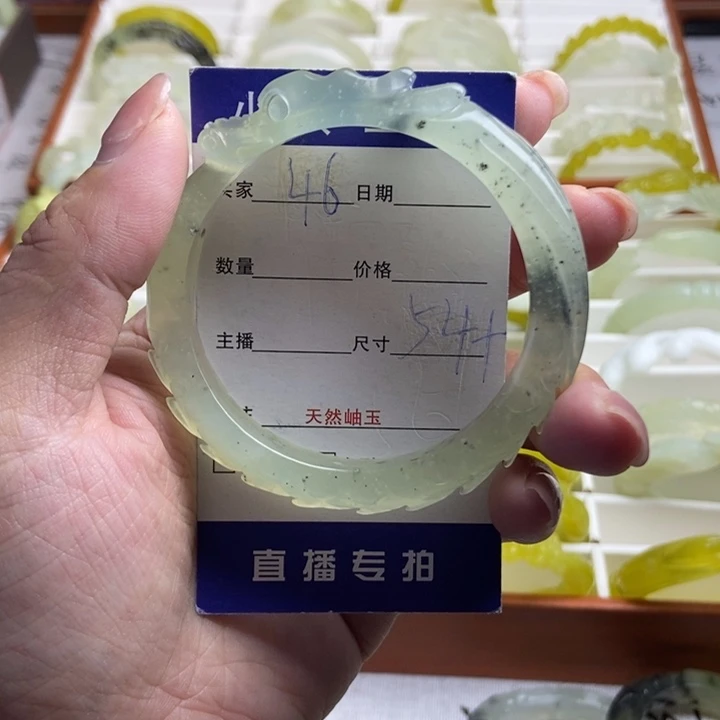 家 46 日期
数量 价格
主播 尺寸 544
天然岫玉
直播专拍